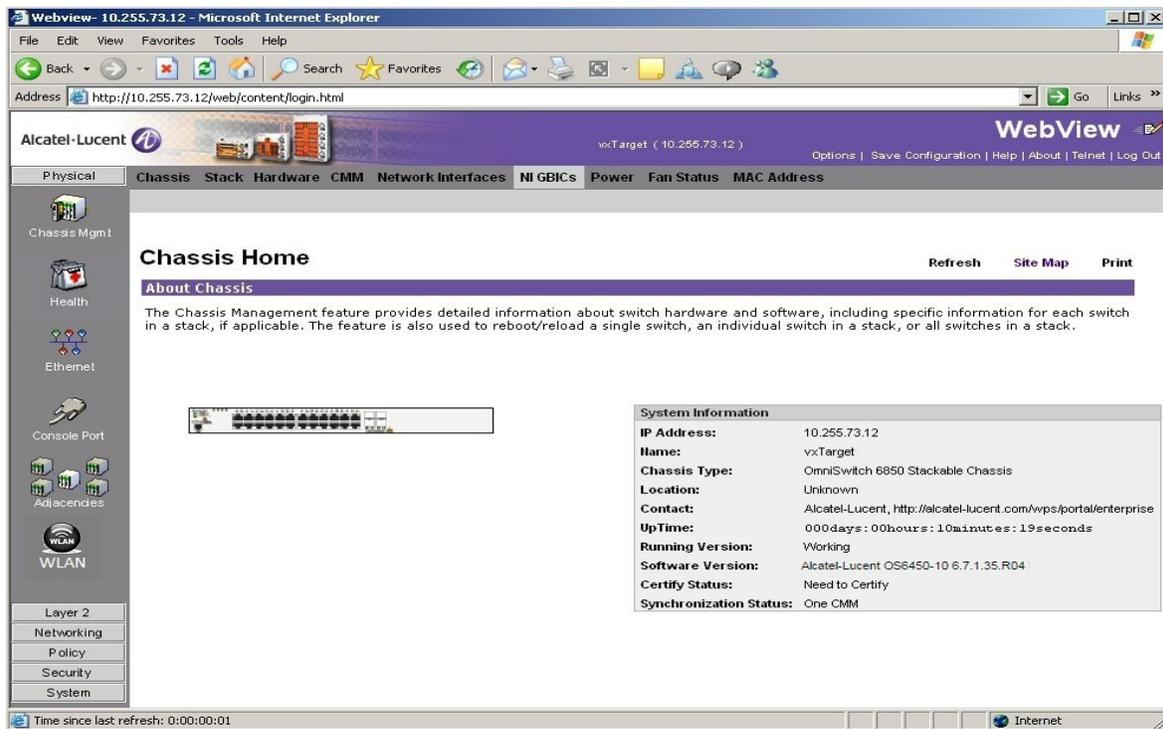 Webview- 10.255.73.12 - Microsoft Internet Explorer
File Edit View Favorites Tools Help
Back Search Favorites
Address http://10.255.73.12/web/content/login.html Go Links »
Alcatel·Lucent vxTarget ( 10.255.73.12 ) WebView
Options | Save Configuration | Help | About | Telnet | Log Out
Physical Chassis Stack Hardware CMM Network Interfaces NI GBICs Power Fan Status MAC Address
Chassis Mgmt
Health
Ethernet
Console Port
Adjacencies
WLAN
WLAN
Layer 2
Networking
Policy
Security
System
Chassis Home
Refresh Site Map Print
About Chassis
The Chassis Management feature provides detailed information about switch hardware and software, including specific information for each switch
in a stack, if applicable. The feature is also used to reboot/reload a single switch, an individual switch in a stack, or all switches in a stack.
System Information
IP Address: 10.255.73.12
Name: vxTarget
Chassis Type: OmniSwitch 6850 Stackable Chassis
Location: Unknown
Contact: Alcatel-Lucent, http://alcatel-lucent.com/wps/portal/enterprise
UpTime: 000days:00hours:10minutes:19seconds
Running Version: Working
Software Version: Alcatel-Lucent OS6450-10 6.7.1.35.R04
Certify Status: Need to Certify
Synchronization Status: One CMM
Time since last refresh: 0:00:00:01 Internet